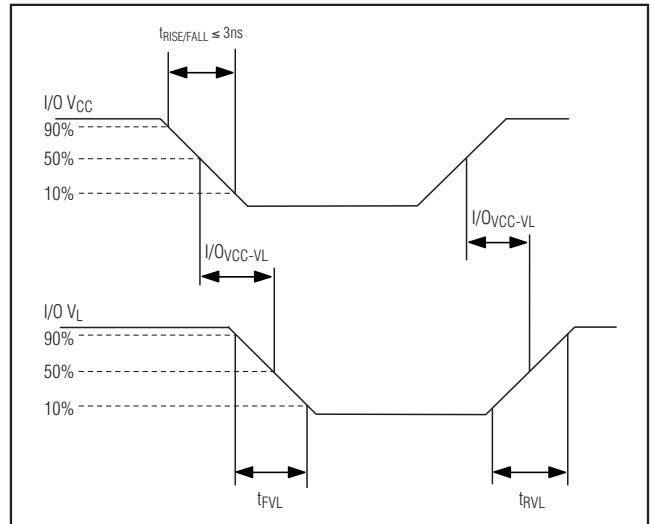 tRISE/FALL ≤ 3ns
I/O VCC
90%
50%
10%
I/OVCC-VL
I/OVCC-VL
I/O VL
90%
50%
10%
tFVL
tRVL